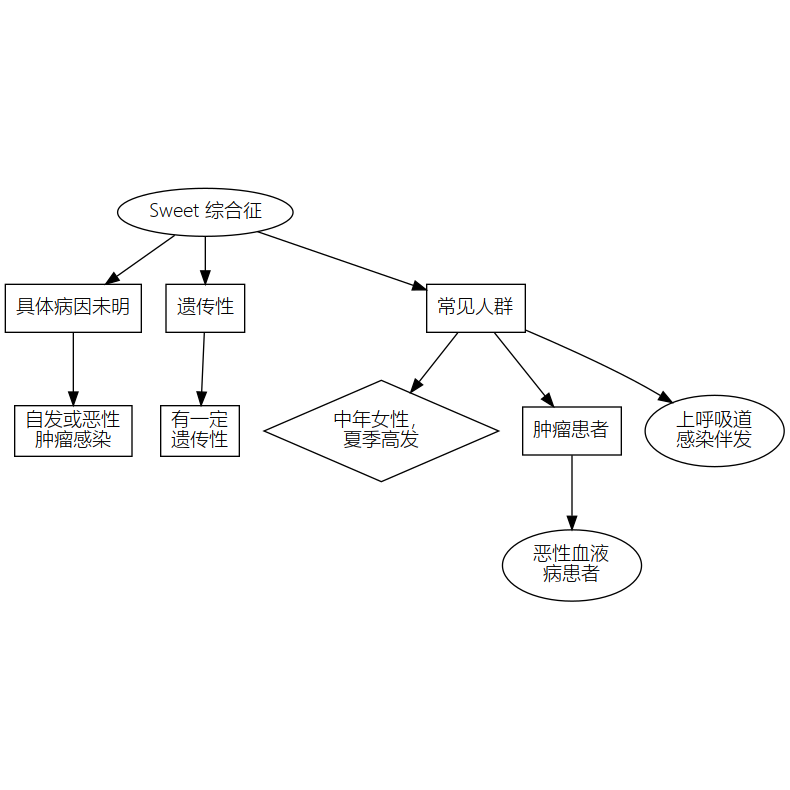 Sweet 综合征
具体病因未明
遗传性
常见人群
自发或恶性
肿瘤感染
有一定
遗传性
中年女性，
夏季高发
肿瘤患者
上呼吸道
感染伴发
恶性血液
病患者